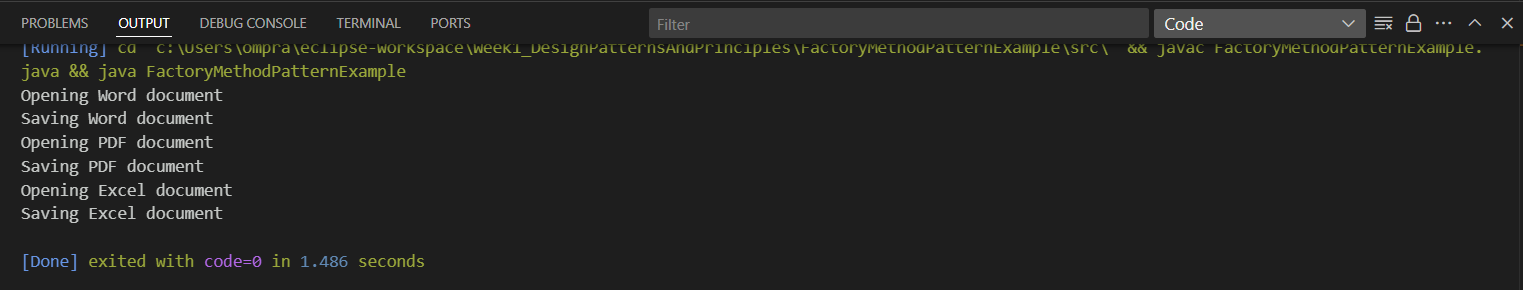 PROBLEMS OUTPUT DEBUG CONSOLE TERMINAL PORTS Filter Code
[Running] cd c:\Users\ompra\eclipse-workspace\Week1_DesignPatternsAndPrinciples\FactoryMethodPatternExample\src\" && javac FactoryMethodPatternExample.
java && java FactoryMethodPatternExample
Opening Word document
Saving Word document
Opening PDF document
Saving PDF document
Opening Excel document
Saving Excel document
[Done] exited with code=0 in 1.486 seconds